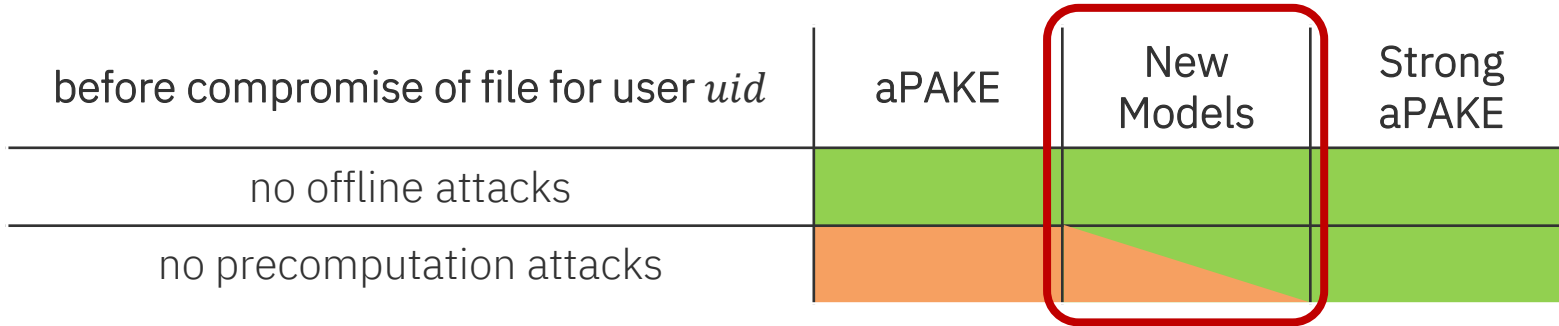 before compromise of file for user uid
aPAKE
New
Models
Strong
aPAKE
no offline attacks
no precomputation attacks